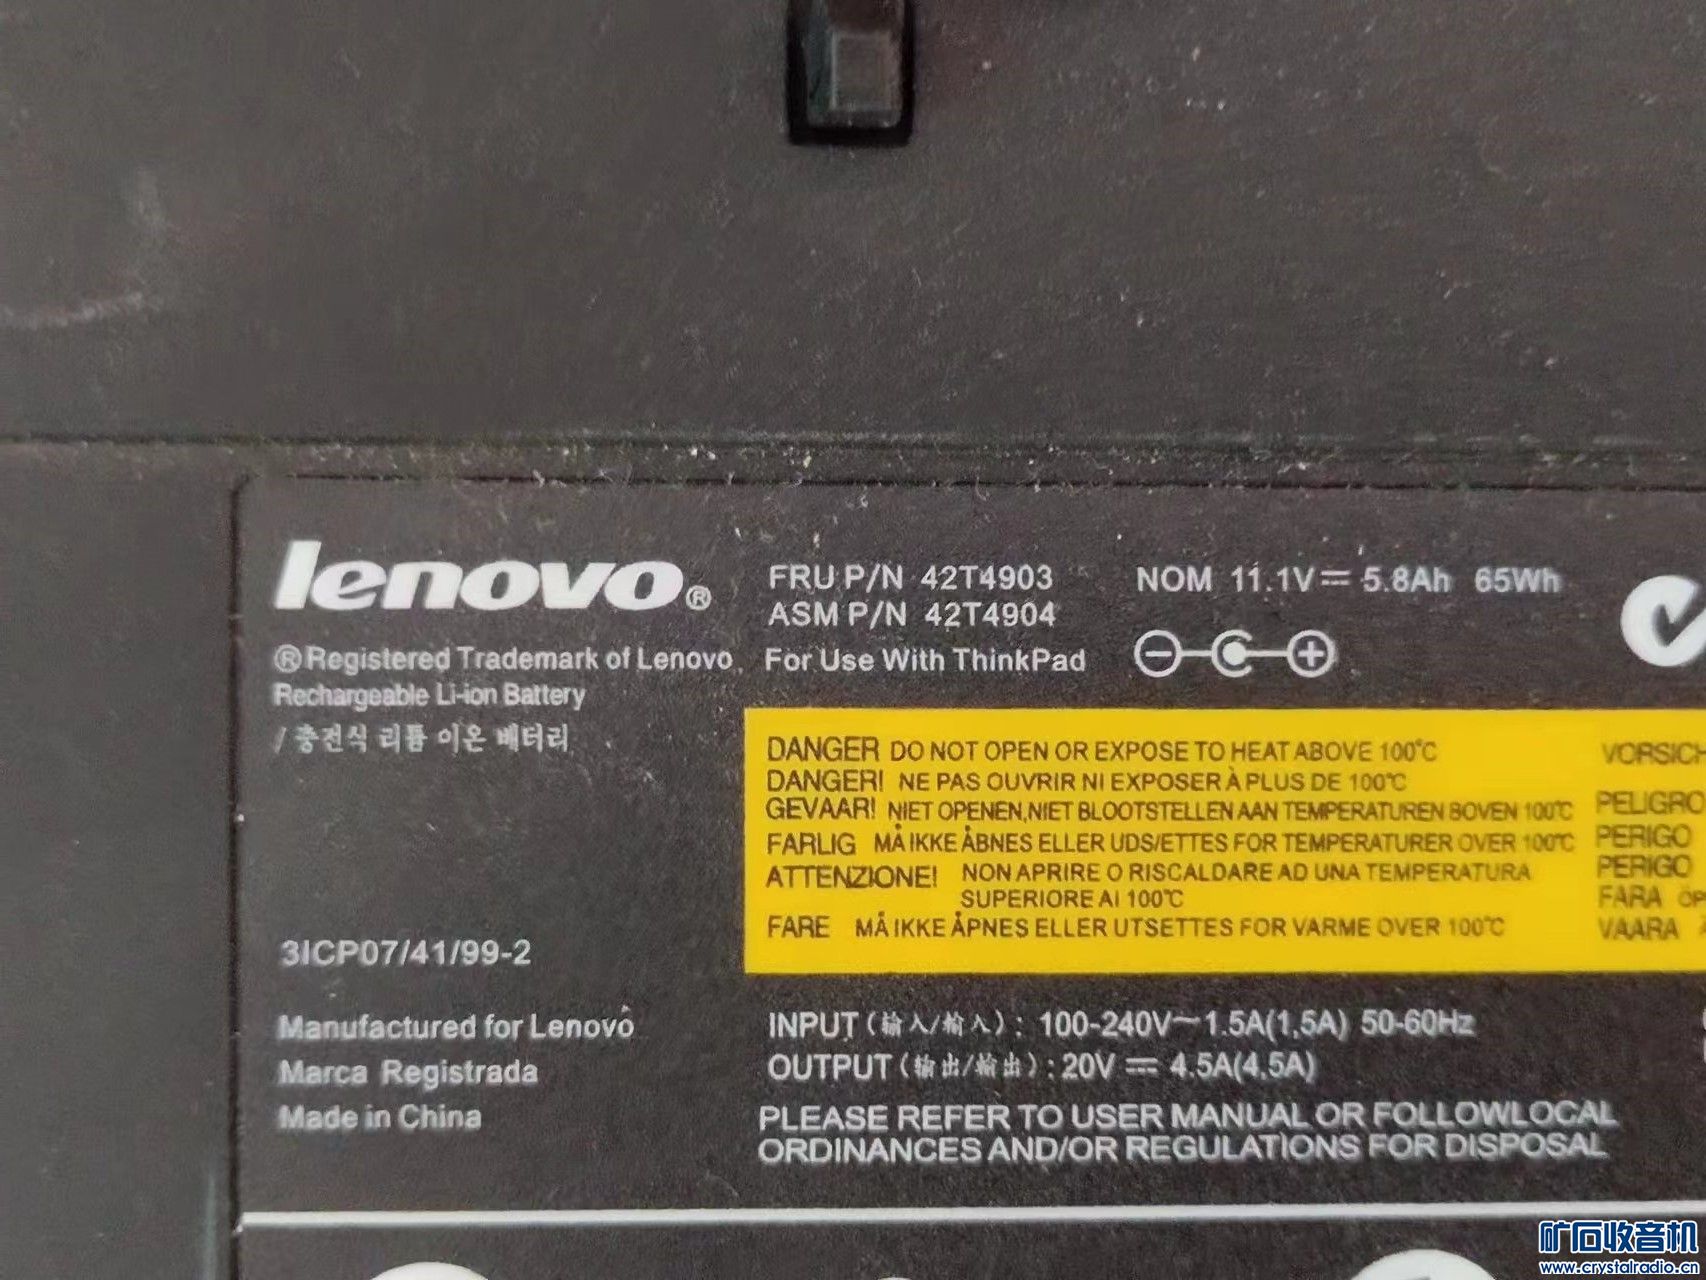 lenovo®
®Registered Trademark of Lenovo.
Rechargeable Li-ion Battery
/ 충전식 리튬 이온 배터리
3ICP07/41/99-2
Manufactured for Lenovo
Marca Registrada
Made in China
FRU P/N 42T4903
ASM P/N 42T4904
For Use With ThinkPad
NOM 11.1V⎓ 5.8Ah 65Wh
DANGER DO NOT OPEN OR EXPOSE TO HEAT ABOVE 100°C
DANGER! NE PAS OUVRIR NI EXPOSER À PLUS DE 100℃
GEVAAR! NIET OPENEN,NIET BLOOTSTELLEN AAN TEMPERATUREN BOVEN 100℃
FARLIG MÅ IKKE ÅBNES ELLER UDS/ETTES FOR TEMPERATURER OVER 100℃
ATTENZIONE! NON APRIRE O RISCALDARE AD UNA TEMPERATURA
SUPERIORE AI 100℃
FARE MÅ IKKE ÅPNES ELLER UTSETTES FOR VARME OVER 100℃
VORSICH
PELIGRO
PERIGO
PERIGO
FARA
VAARA
INPUT (输入/輸入) : 100-240V~1.5A(1,5A) 50-60Hz
OUTPUT (输出/輸出) : 20V ⎓ 4.5A(4,5A)
PLEASE REFER TO USER MANUAL OR FOLLOWLOCAL
ORDINANCES AND/OR REGULATIONS FOR DISPOSAL
矿石收音机
www.crystalradio.cn